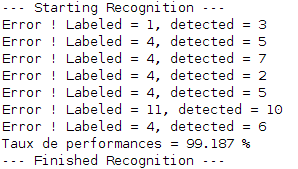 --- Starting Recognition ---
Error ! Labeled = 1, detected = 3
Error ! Labeled = 4, detected = 5
Error ! Labeled = 4, detected = 7
Error ! Labeled = 4, detected = 2
Error ! Labeled = 4, detected = 5
Error ! Labeled = 11, detected = 10
Error ! Labeled = 4, detected = 6
Taux de performances = 99.187 %
--- Finished Recognition ---